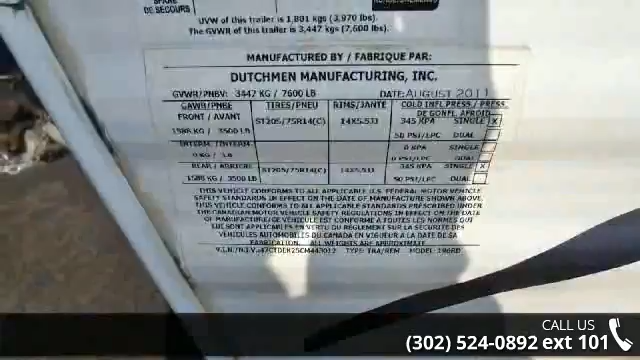 SPARE
DE SECOURS
UVW of this trailer is 1,801 kgs (3,970 lbs).
The GVWR of this trailer is 3,447 kgs (7,600 lbs).
MANUFACTURED BY / FABRIQUE PAR:
DUTCHMEN MANUFACTURING, INC.
GVWR/PNBV: 3447 KG / 7600 LB DATE: AUGUST 2011
GAWR/PNBE TIRES/PNEU RIMS/JANTE COLD INFL.PRESS./ PRESS.
FRONT / AVANT DE GONFL. AFROID
1588 KG / 3500 LB ST205/75R14(C) 14X5.5JJ 345 KPA SINGLE X
50 PSI/LPC DUAL
INTERM./INTERM. 0 KPA / SINGLE
0 KG / LB 0 PSI/LPC DUAL
REAR / ARRIERE ST205/75R14(C) 14X5.5JJ 345 KPA SINGLE X
1588 KG / 3500 LB 50 PSI/LPC DUAL
THIS VEHICLE CONFORMS TO ALL APPLICABLE U.S. FEDERAL MOTOR VEHICLE
SAFETY STANDARDS IN EFFECT ON THE DATE OF MANUFACTURE SHOWN ABOVE.
THIS VEHICLE CONFORMS TO ALL APPLICABLE STANDARDS PRESCRIBED UNDER
THE CANADIAN MOTOR VEHICLE SAFETY REGULATIONS IN EFFECT ON THE DATE OF
MANUFACTURE/CE VEHICULE EST CONFORME A TOUTES LES NORMES QUI
LUI SONT APPLICABLES EN VERTU DU REGLEMENT SUR LA SECURITE DES
VEHICULES AUTOMOBILES DU CANADA EN VIGUEUR A LA DATE DE SA
FABRICATION. ALL WEIGHTS ARE APPROXIMATE
V.I.N./N.I.V. TYPE: TRA/REM MODEL: 196RD
CALL US
(302) 524-0892 ext 101